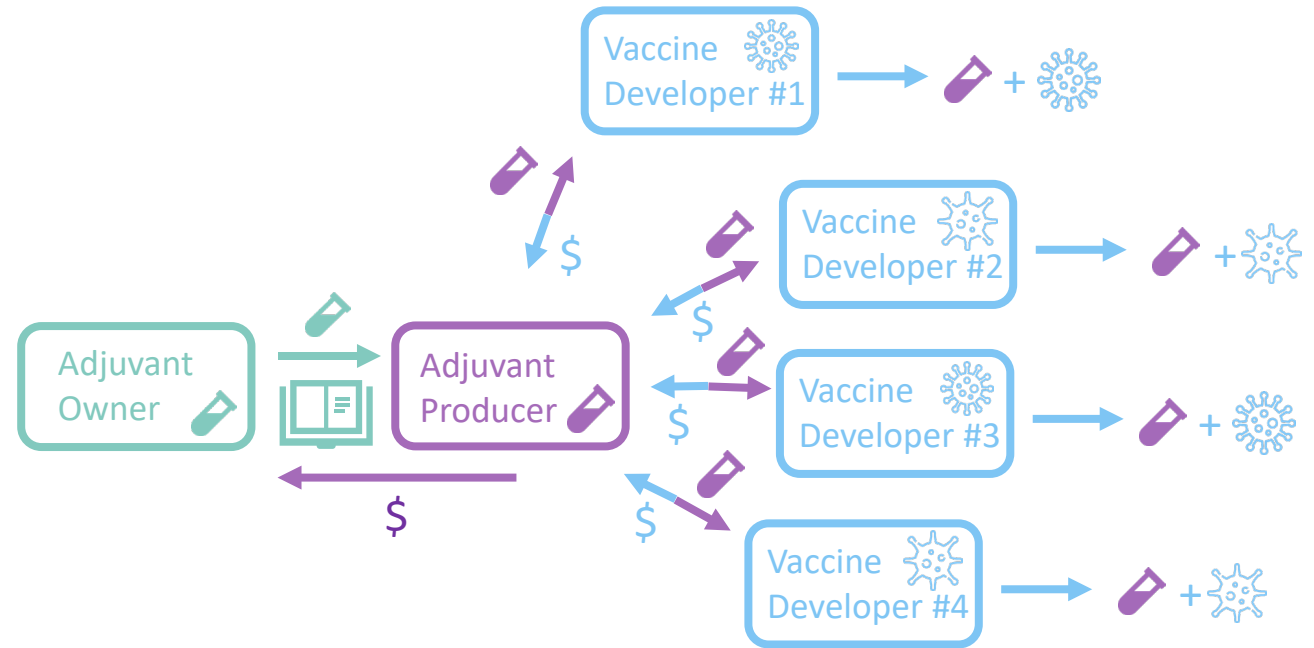 Vaccine
Developer #1
+
$
Vaccine
Developer #2
+
$
Adjuvant
Owner
Adjuvant
Producer
$
Vaccine
Developer #3
+
$
$
Vaccine
Developer #4
+